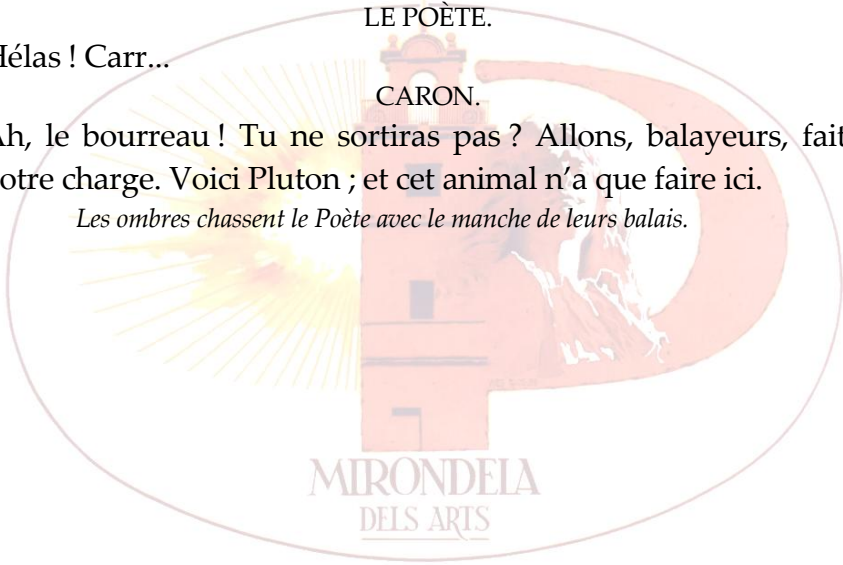 LE POÈTE.
Hélas ! Carr...
CARON.
Ah, le bourreau ! Tu ne sortiras pas ? Allons, balayeurs, fait
otre charge. Voici Pluton ; et cet animal n'a que faire ici.
Les ombres chassent le Poète avec le manche de leurs balais.
MIRONDELA
DELS ARTS